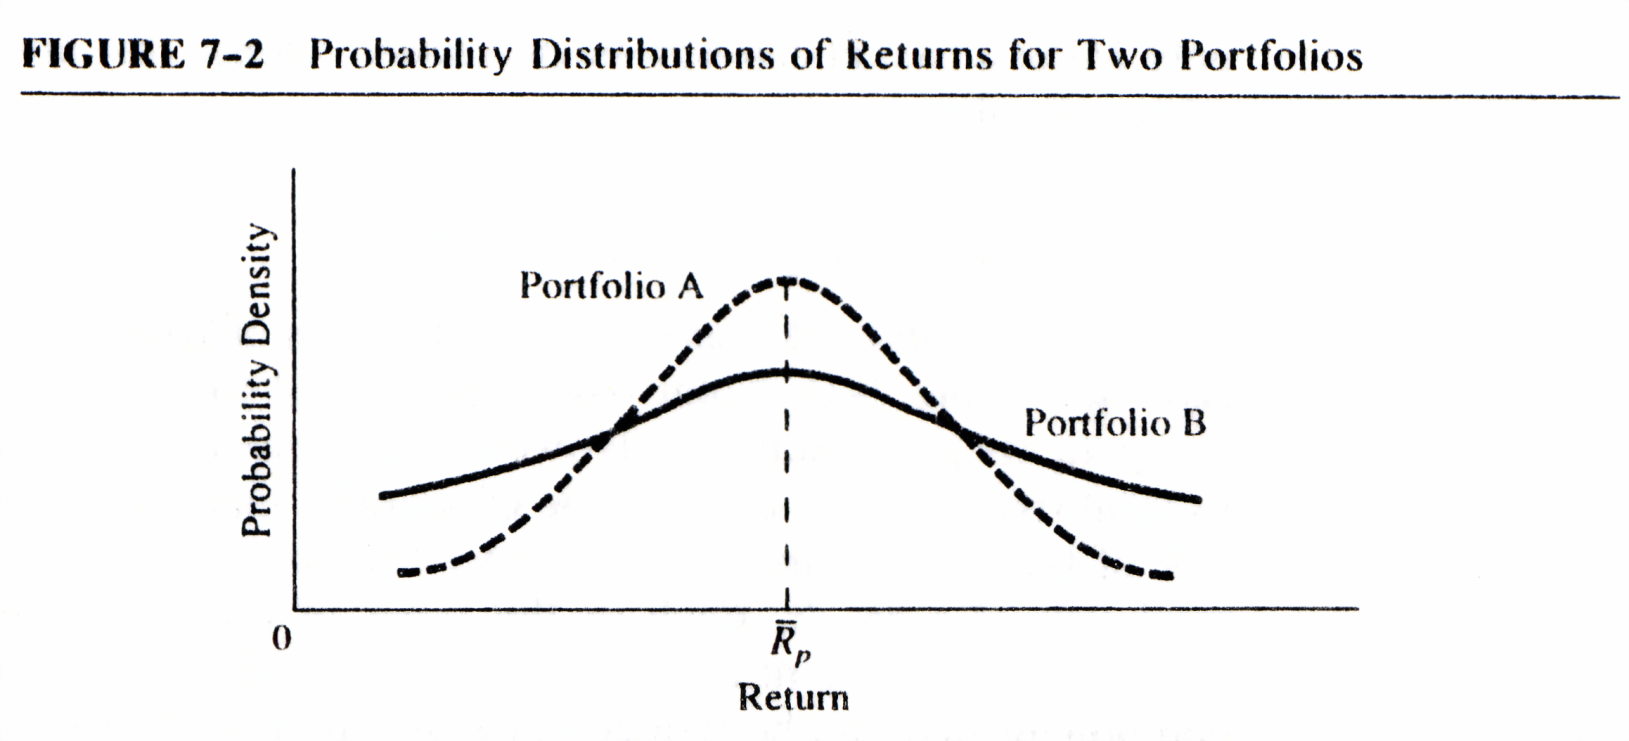 FIGURE 7-2 Probability Distributions of Returns for Two Portfolios
Probability Density
Portfolio A
Portfolio B
0
R̅ₚ
Return